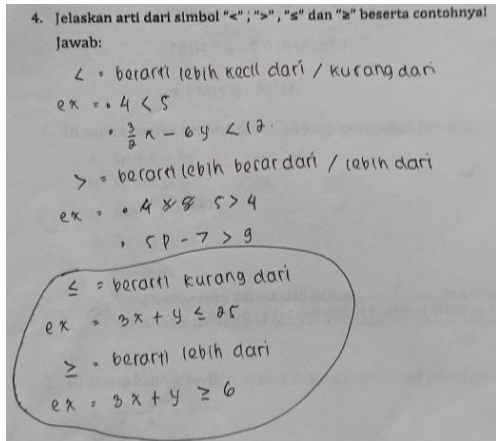 4. Jelaskan arti dari simbol "<" ; ">" , "≤" dan "≥" beserta contohnya!
Jawab:
< = berarti lebih kecil dari / kurang dari
ex = • 4 < 5
• 3/2 x - 6y < 12.
> = berarti lebih besar dari / lebih dari
ex = • 5 > 4
• 5p - 7 > 9
≤ = berarti kurang dari
ex = 3x + y ≤ 25
≥ = berarti lebih dari
ex = 3x + y ≥ 6